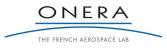 ONERA
THE FRENCH AEROSPACE LAB